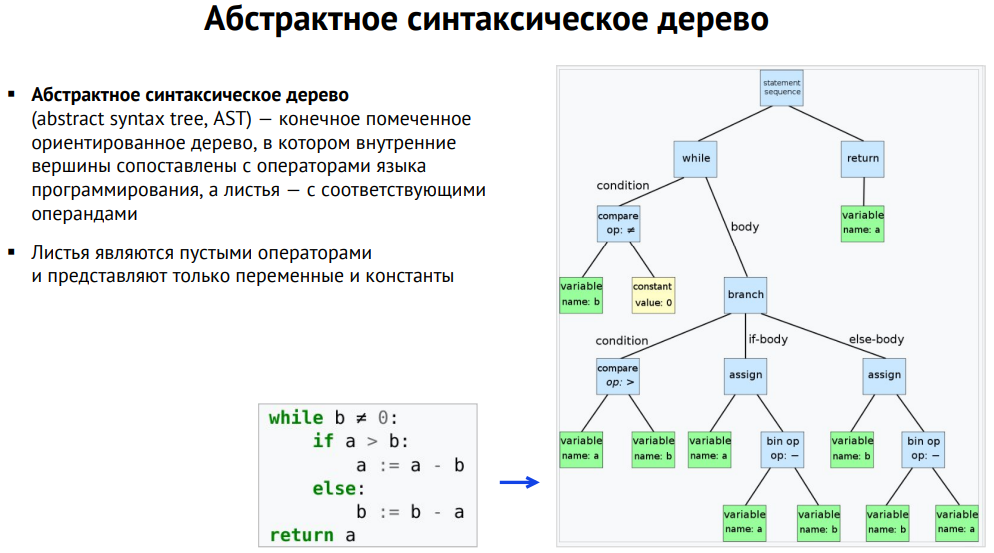 Абстрактное синтаксическое дерево
▪ Абстрактное синтаксическое дерево
(abstract syntax tree, AST) — конечное помеченное
ориентированное дерево, в котором внутренние
вершины сопоставлены с операторами языка
программирования, а листья — с соответствующими
операндами
▪ Листья являются пустыми операторами
и представляют только переменные и константы
while b ≠ 0:
if a > b:
a := a - b
else:
b := b - a
return a
statement
sequence
while
return
condition
body
compare
op: ≠
variable
name: a
variable
name: b
constant
value: 0
branch
condition
if-body
else-body
compare
op: >
assign
assign
variable
name: a
variable
name: b
variable
name: a
bin op
op: −
variable
name: b
bin op
op: −
variable
name: a
variable
name: b
variable
name: b
variable
name: a